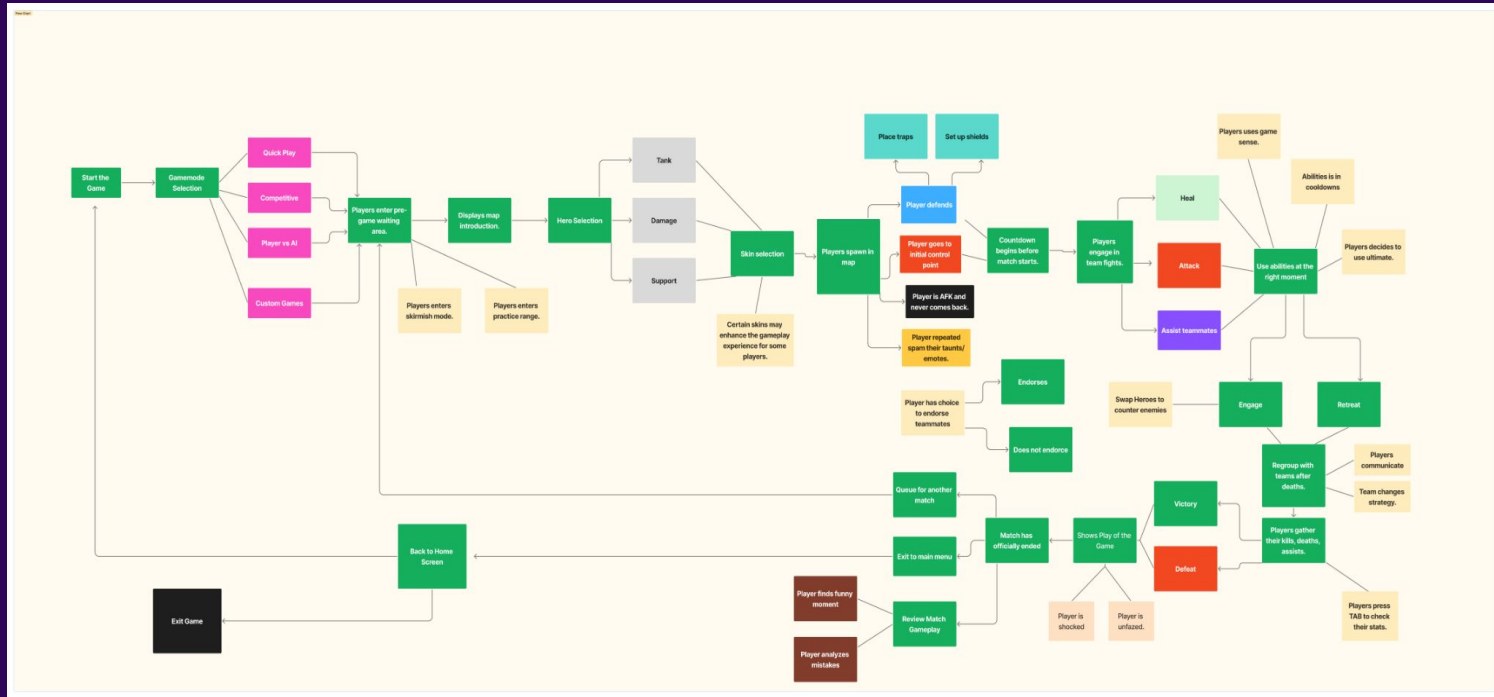 Start the
Game
Gamemode
Selection
Quick Play
Competitive
Player vs AI
Custom Games
Players enter pre-
game waiting
area.
Players enters
skirmish mode.
Players enters
practice range.
Displays map
introduction.
Hero Selection
Tank
Damage
Support
Skin selection
Certain skins may
enhance the gameplay
experience for some
players.
Players spawn in
map
Place traps
Set up shields
Player defends
Player goes to
initial control
point
Player is AFK and
never comes back.
Player repeated
spam their taunts/
emotes.
Countdown
begins before
match starts.
Players
engage in
team fights.
Heal
Attack
Assist teammates
Players uses game
sense.
Abilities is in
cooldowns
Use abilities at the
right moment
Players decides to
use ultimate.
Swap Heroes to
counter enemies
Engage
Retreat
Regroup with
teams after
deaths.
Players
communicate
Team changes
strategy.
Players gather
their kills, deaths,
assists.
Players press
TAB to check
their stats.
Victory
Defeat
Shows Play of the
Game
Player is
shocked
Player is
unfazed.
Match has
officially ended
Player has choice
to endorse
teammates
Endorses
Does not endorce
Queue for another
match
Exit to main menu
Review Match
Gameplay
Player finds funny
moment
Player analyzes
mistakes
Back to Home
Screen
Exit Game